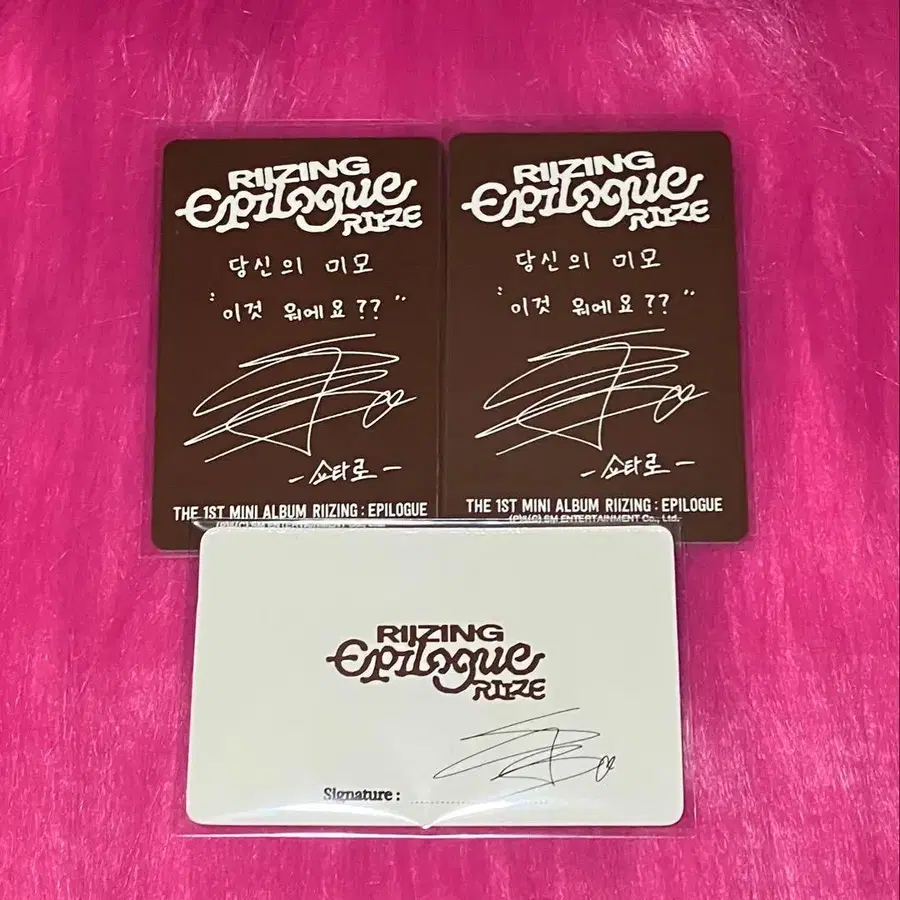 RIIZING
Epilogue
RIIZE
당신의 미모
"이것 뭐에요??"
-쇼타로-
THE 1ST MINI ALBUM RIIZING : EPILOGUE
RIIZING
Epilogue
RIIZE
당신의 미모
"이것 뭐에요??"
-쇼타로-
THE 1ST MINI ALBUM RIIZING : EPILOGUE
(P)&(C) SM ENTERTAINMENT Co., Ltd.
RIIZING
Epilogue
RIIZE
Signature :